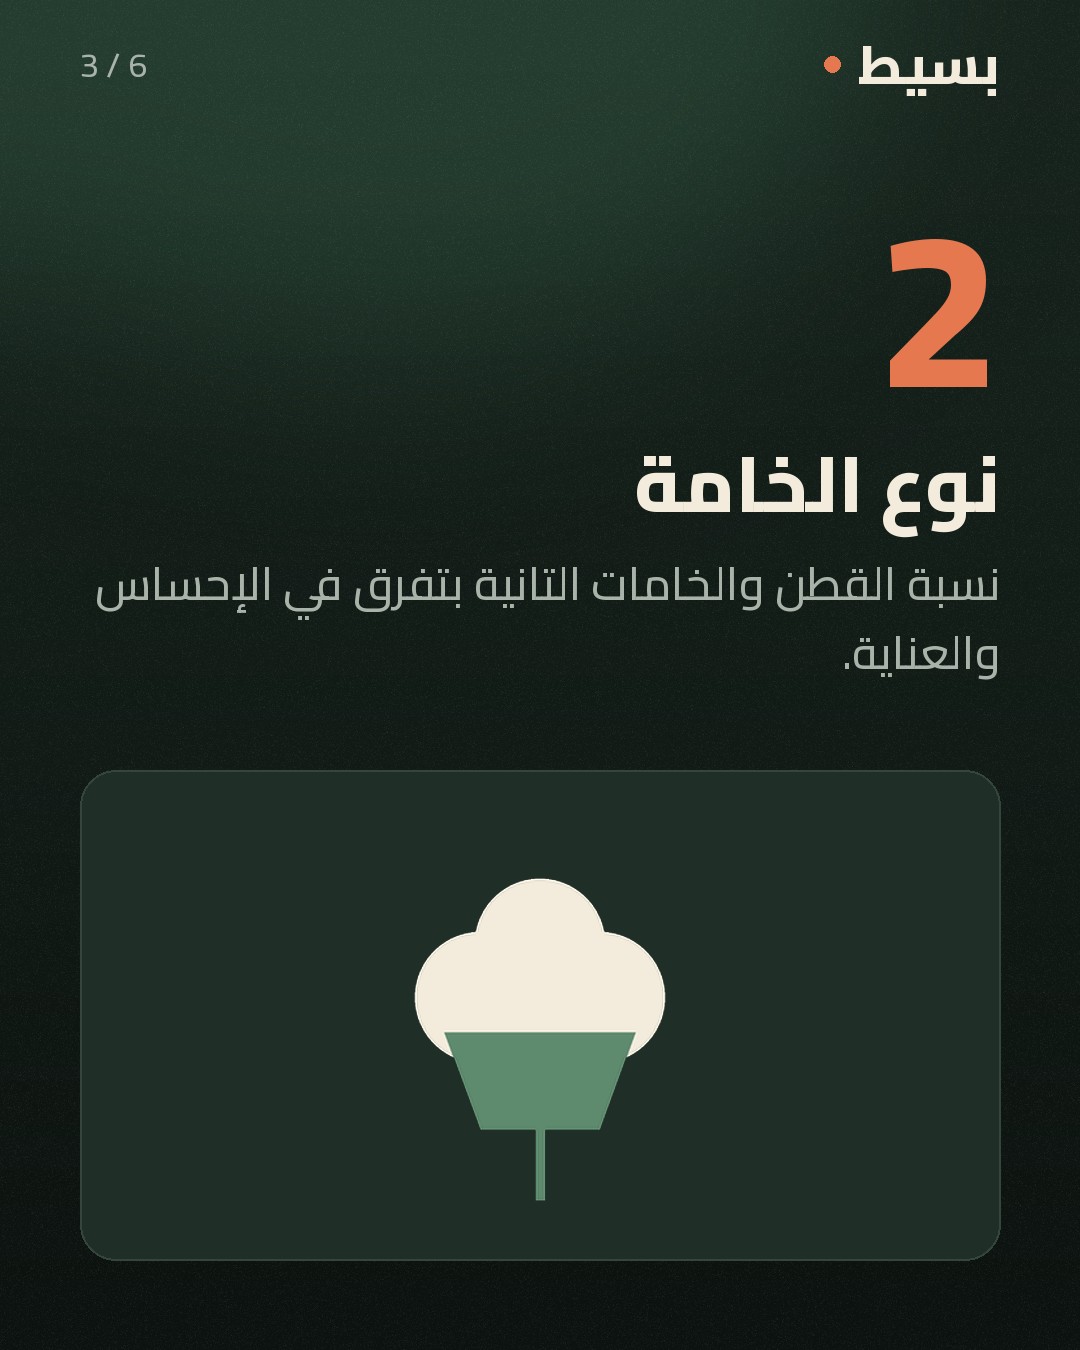 بسيط
3 / 6
2
نوع الخامة
نسبة القطن والخامات التانية بتفرق في الإحساس
والعناية.